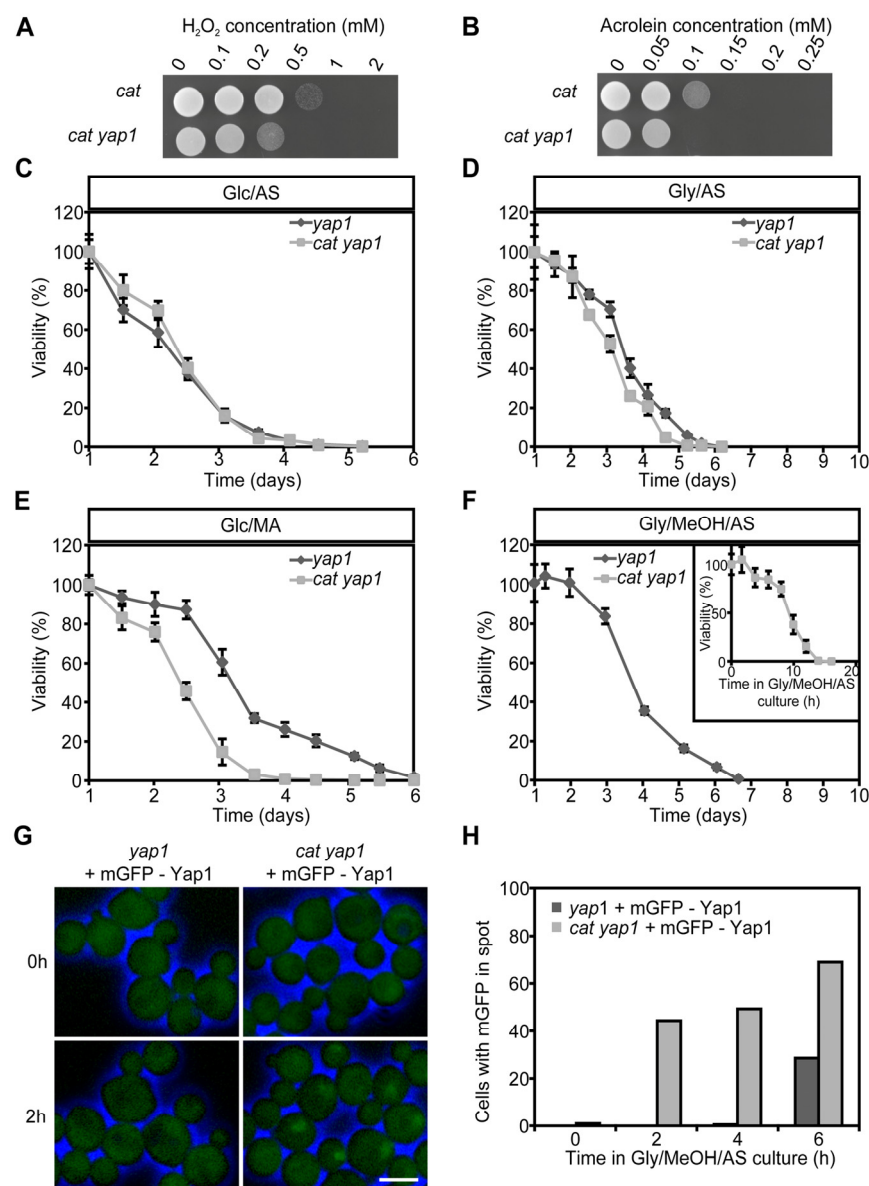 A
H₂O₂ concentration (mM)
0 0.1 0.2 0.5 1 2
cat
cat yap1
B
Acrolein concentration (mM)
0 0.05 0.1 0.15 0.2 0.25
cat
cat yap1
C
Glc/AS
120
100
80
60
40
20
0
Viability (%)
yap1
cat yap1
1 2 3 4 5 6
Time (days)
D
Gly/AS
120
100
80
60
40
20
0
Viability (%)
yap1
cat yap1
1 2 3 4 5 6 7 8 9 10
Time (days)
E
Glc/MA
120
100
80
60
40
20
0
Viability (%)
yap1
cat yap1
1 2 3 4 5 6
Time (days)
F
Gly/MeOH/AS
120
100
80
60
40
20
0
Viability (%)
yap1
cat yap1
100
50
0
Viability (%)
0 10 20
Time in Gly/MeOH/AS
culture (h)
1 2 3 4 5 6 7 8 9 10
Time (days)
G
yap1
+ mGFP - Yap1
cat yap1
+ mGFP - Yap1
0h
2h
H
100
80
60
40
20
0
Cells with mGFP in spot
yap1 + mGFP - Yap1
cat yap1 + mGFP - Yap1
0 2 4 6
Time in Gly/MeOH/AS culture (h)